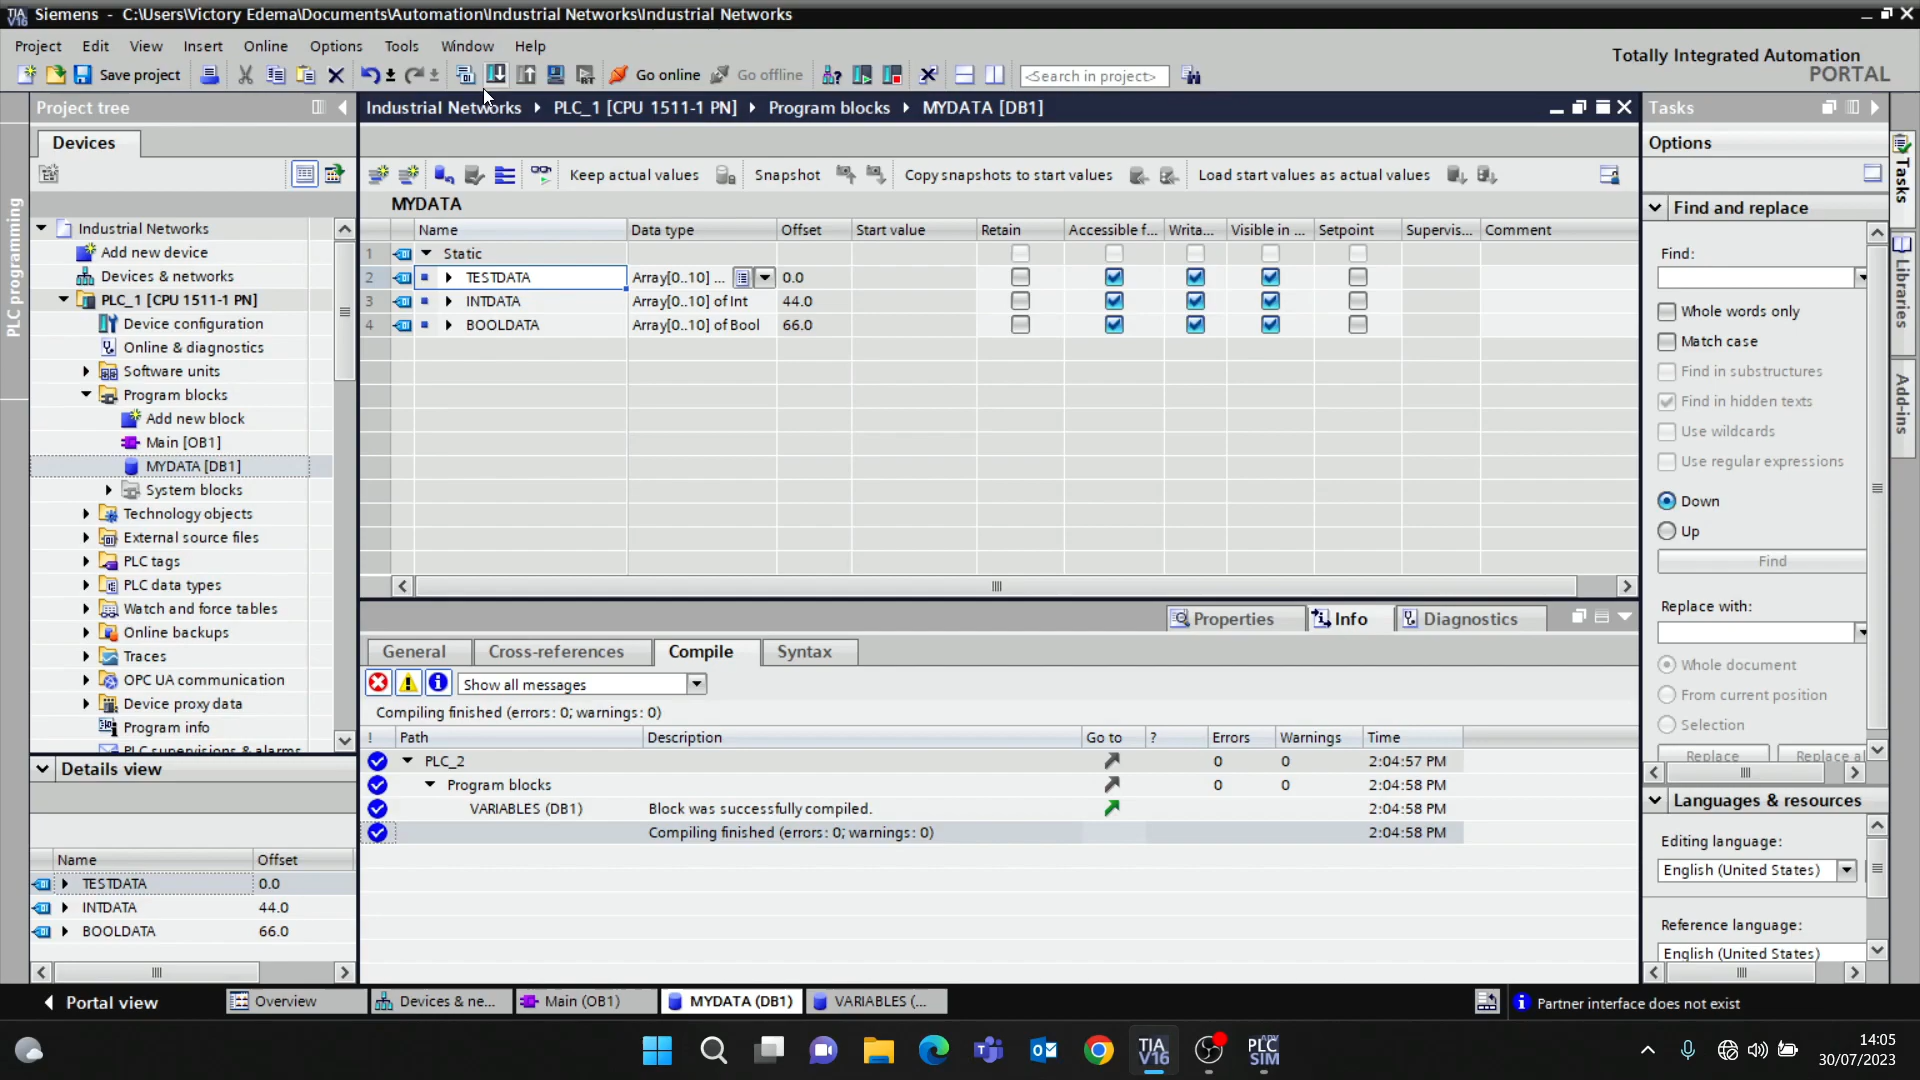 Siemens - C:\Users\Victory Edema\Documents\Automation\Industrial Networks\Industrial Networks
Project Edit View Insert Online Options Tools Window Help
Totally Integrated Automation
PORTAL
Save project Go online Go offline <Search in project>
Project tree
Industrial Networks PLC_1 [CPU 1511-1 PN] Program blocks MYDATA [DB1]
Tasks
Devices
Options
Keep actual values Snapshot Copy snapshots to start values Load start values as actual values
MYDATA
Name Data type Offset Start value Retain Accessible f... Writa... Visible in ... Setpoint Supervis... Comment
1 Static
2 TESTDATA Array[0..10] ... 0.0
3 INTDATA Array[0..10] of Int 44.0
4 BOOLDATA Array[0..10] of Bool 66.0
PLC programming
Industrial Networks
Add new device
Devices & networks
PLC_1 [CPU 1511-1 PN]
Device configuration
Online & diagnostics
Software units
Program blocks
Add new block
Main [OB1]
MYDATA [DB1]
System blocks
Technology objects
External source files
PLC tags
PLC data types
Watch and force tables
Online backups
Traces
OPC UA communication
Device proxy data
Program info
PLC supervisions & alarms
Find and replace
Find:
Whole words only
Match case
Find in substructures
Find in hidden texts
Use wildcards
Use regular expressions
Down
Up
Find
Replace with:
Whole document
From current position
Selection
Replace Replace al
Tasks
Libraries
Add-ins
Properties Info Diagnostics
General Cross-references Compile Syntax
Show all messages
Compiling finished (errors: 0; warnings: 0)
! Path Description Go to ? Errors Warnings Time
PLC_2 0 0 2:04:57 PM
Program blocks 0 0 2:04:58 PM
VARIABLES (DB1) Block was successfully compiled. 2:04:58 PM
Compiling finished (errors: 0; warnings: 0) 2:04:58 PM
Details view
Name Offset
TESTDATA 0.0
INTDATA 44.0
BOOLDATA 66.0
Languages & resources
Editing language:
English (United States)
Reference language:
English (United States)
Portal view Overview Devices & ne... Main (OB1) MYDATA (DB1) VARIABLES (... Partner interface does not exist
TIA V16
PLC SIM
14:05
30/07/2023